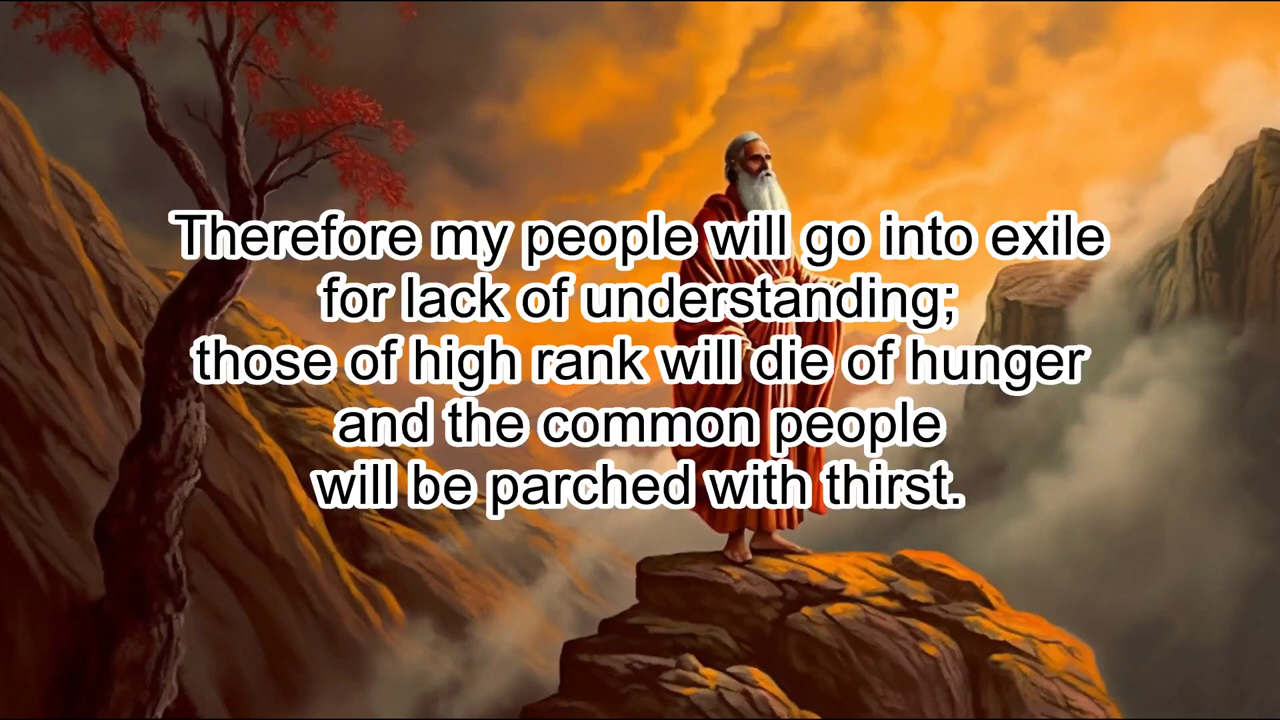 Therefore my people will go into exile
for lack of understanding;
those of high rank will die of hunger
and the common people
will be parched with thirst.